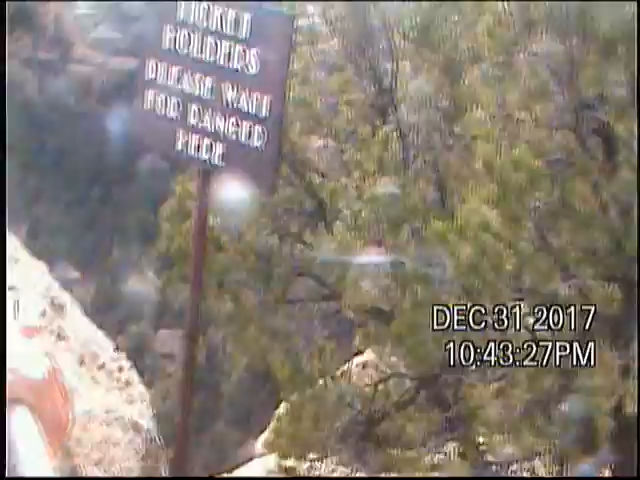 TICKET
HOLDERS
PLEASE WAIT
FOR RANGER
HERE
DEC 31 2017
10:43:27PM